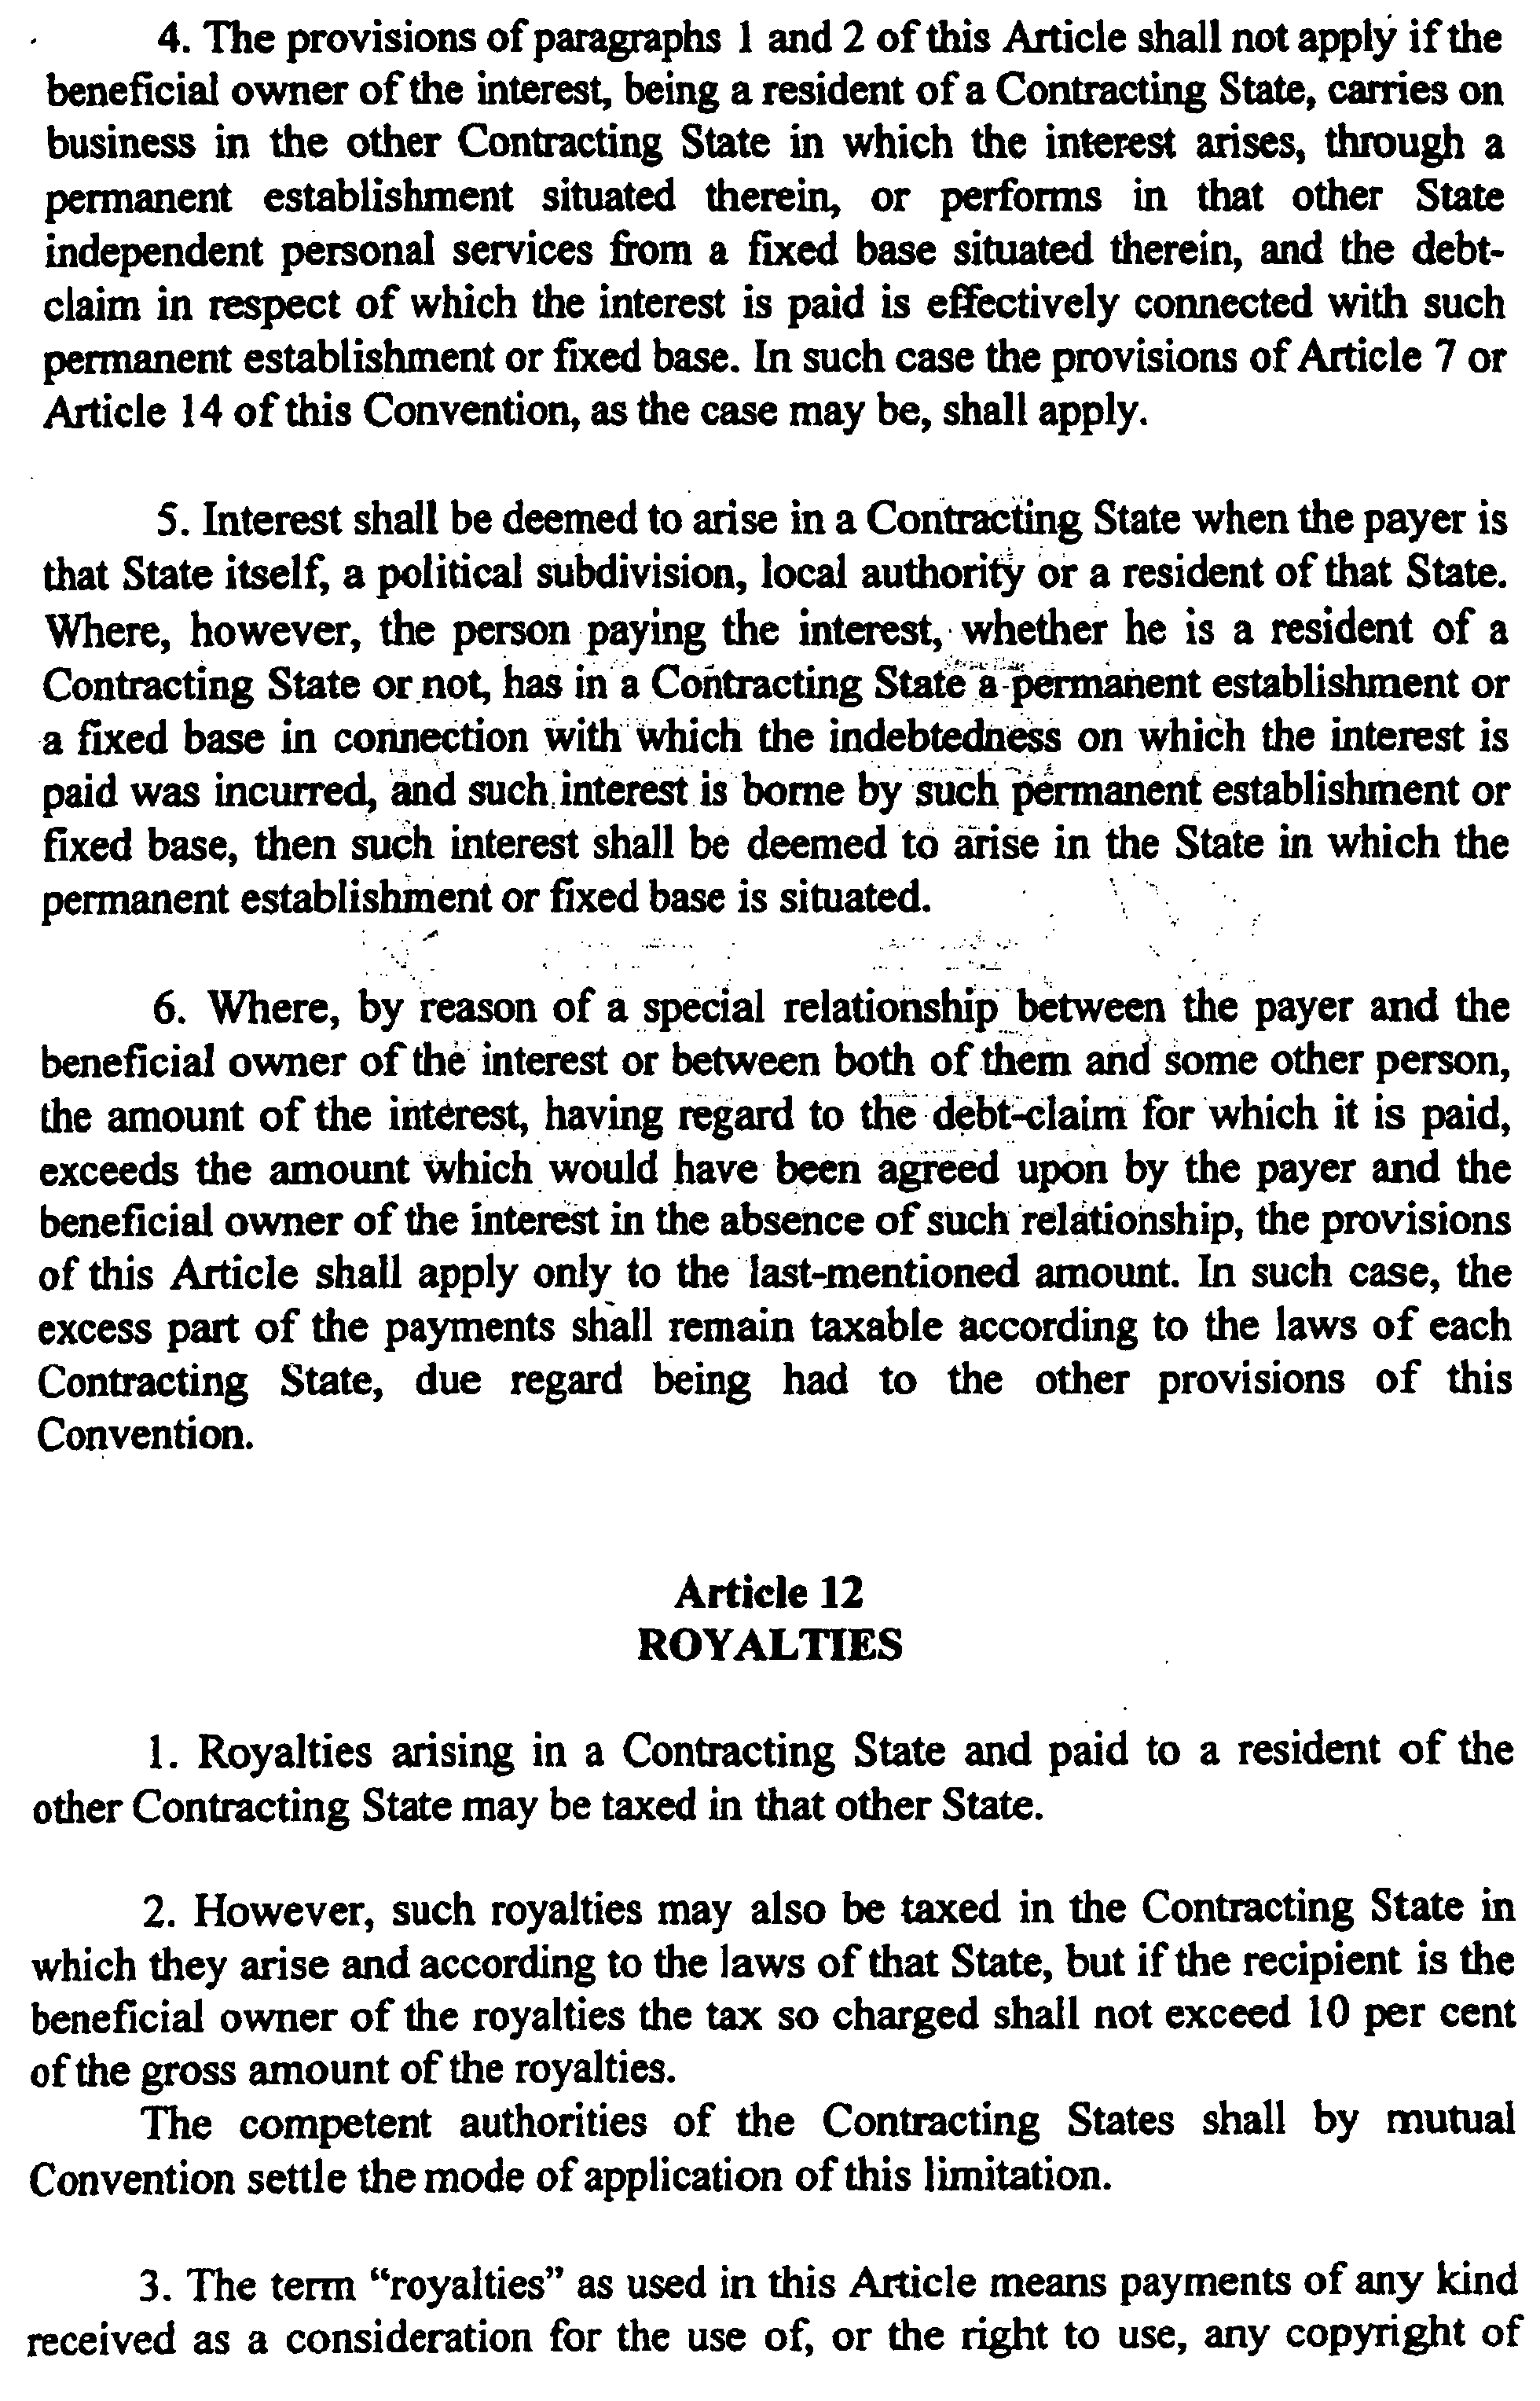 4. The provisions of paragraphs 1 and 2 of this Article shall not apply if the
beneficial owner of the interest, being a resident of a Contracting State, carries on
business in the other Contracting State in which the interest arises, through a
permanent establishment situated therein, or performs in that other State
independent personal services from a fixed base situated therein, and the debt-
claim in respect of which the interest is paid is effectively connected with such
permanent establishment or fixed base. In such case the provisions of Article 7 or
Article 14 of this Convention, as the case may be, shall apply.
5. Interest shall be deemed to arise in a Contracting State when the payer is
that State itself, a political subdivision, local authority or a resident of that State.
Where, however, the person paying the interest, whether he is a resident of a
Contracting State or not, has in a Contracting State a permanent establishment or
a fixed base in connection with which the indebtedness on which the interest is
paid was incurred, and such interest is borne by such permanent establishment or
fixed base, then such interest shall be deemed to arise in the State in which the
permanent establishment or fixed base is situated.
6. Where, by reason of a special relationship between the payer and the
beneficial owner of the interest or between both of them and some other person,
the amount of the interest, having regard to the debt-claim for which it is paid,
exceeds the amount which would have been agreed upon by the payer and the
beneficial owner of the interest in the absence of such relationship, the provisions
of this Article shall apply only to the last-mentioned amount. In such case, the
excess part of the payments shall remain taxable according to the laws of each
Contracting State, due regard being had to the other provisions of this
Convention.
Article 12
ROYALTIES
1. Royalties arising in a Contracting State and paid to a resident of the
other Contracting State may be taxed in that other State.
2. However, such royalties may also be taxed in the Contracting State in
which they arise and according to the laws of that State, but if the recipient is the
beneficial owner of the royalties the tax so charged shall not exceed 10 per cent
of the gross amount of the royalties.
The competent authorities of the Contracting States shall by mutual
Convention settle the mode of application of this limitation.
3. The term “royalties” as used in this Article means payments of any kind
received as a consideration for the use of, or the right to use, any copyright of